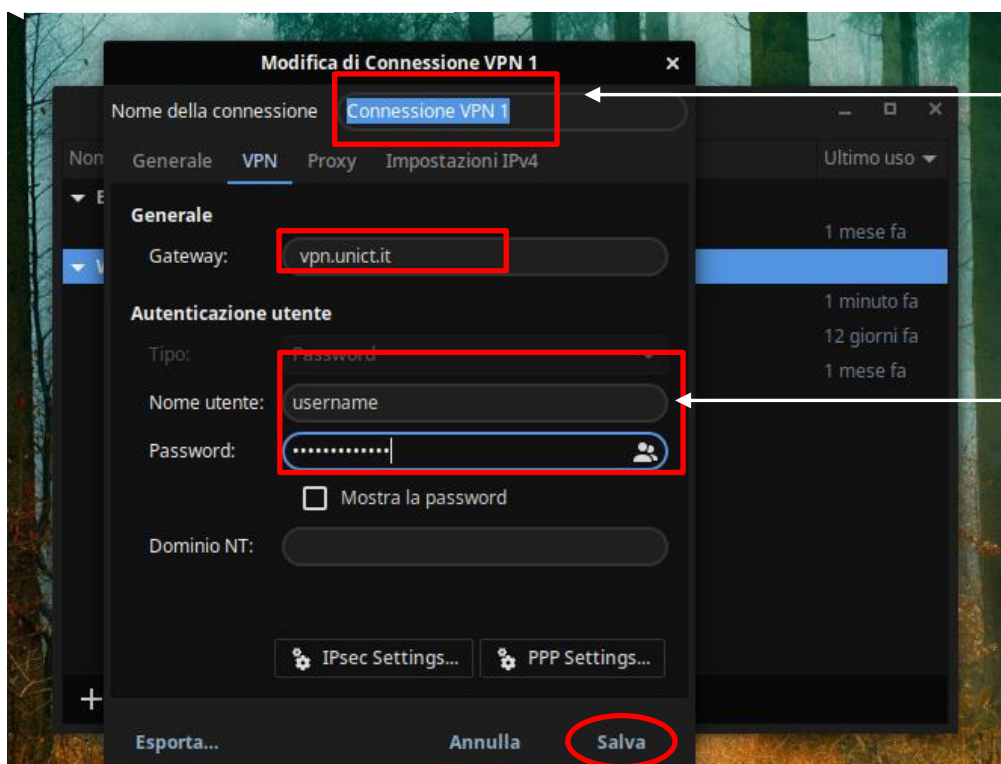 Modifica di Connessione VPN 1
Nome della connessione Connessione VPN 1
Generale VPN Proxy Impostazioni IPv4
Ultimo uso
Generale
1 mese fa
Gateway: vpn.unict.it
1 minuto fa
Autenticazione utente
12 giorni fa
Tipo: Password
1 mese fa
Nome utente: username
Password: •••••••••••••
Mostra la password
Dominio NT:
IPsec Settings... PPP Settings...
Esporta... Annulla Salva